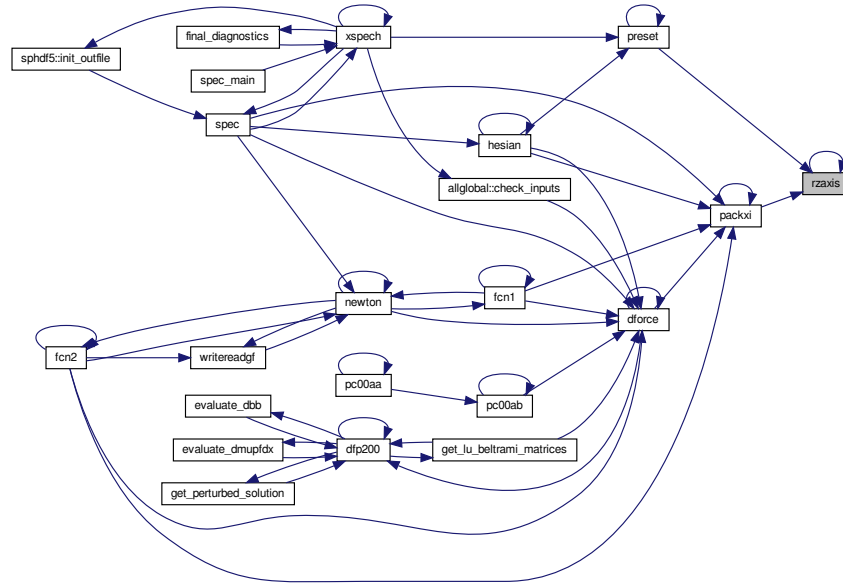 final_diagnostics
xspech
preset
sphdf5::init_outfile
spec_main
spec
hesian
allglobal::check_inputs
rzaxis
packxi
newton
fcn1
dforce
fcn2
writereadgf
pc00aa
pc00ab
evaluate_dbb
evaluate_dmupfdx
dfp200
get_lu_beltrami_matrices
get_perturbed_solution